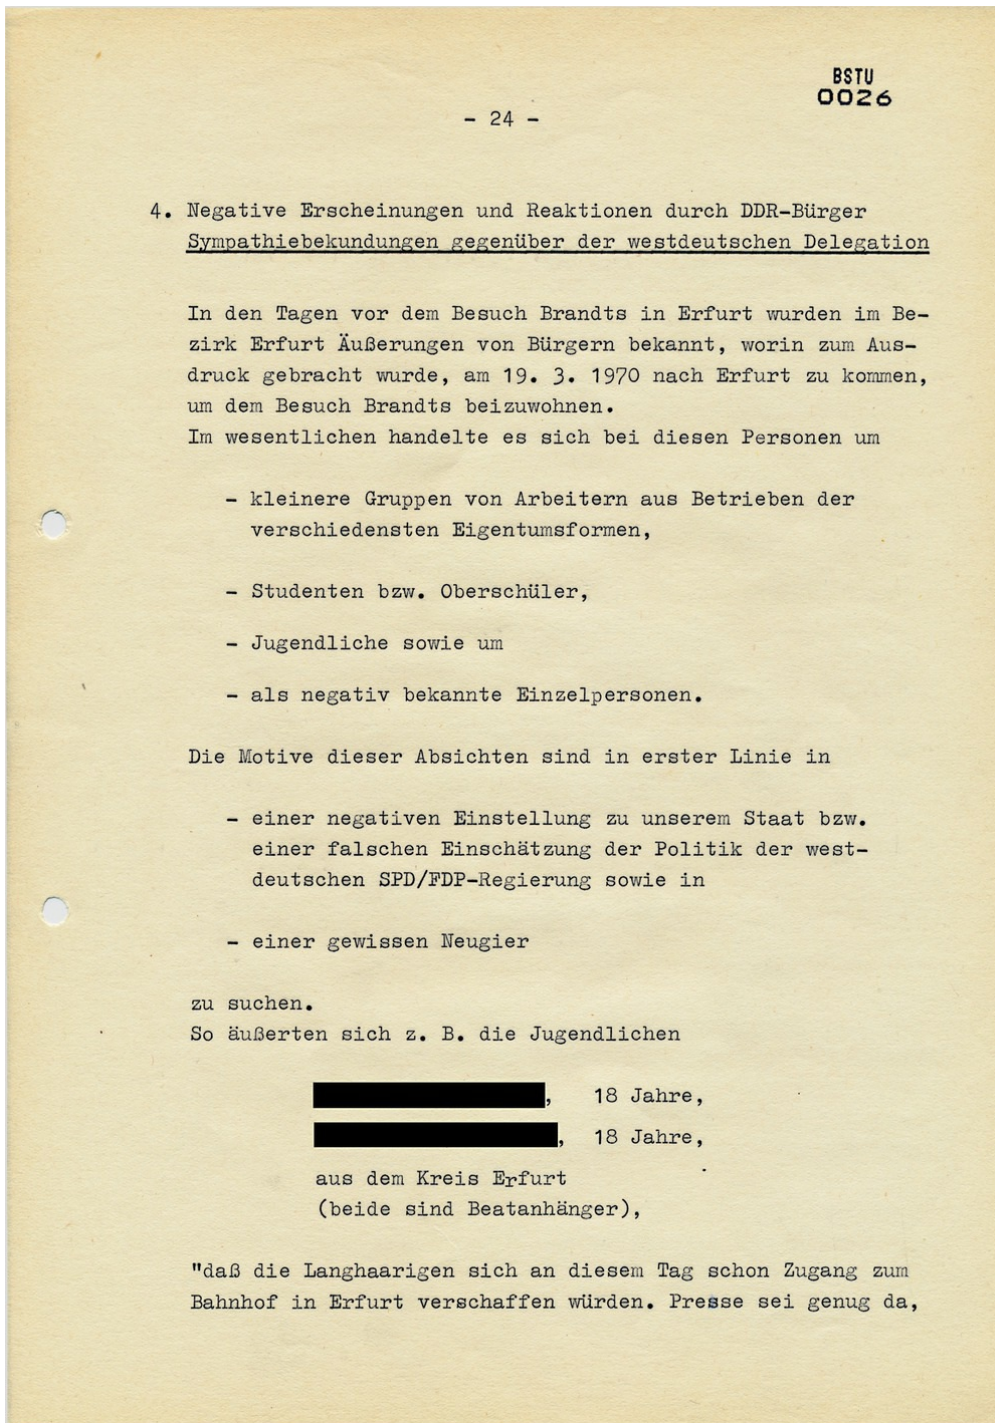 BSTU
0026
- 24 -
4. Negative Erscheinungen und Reaktionen durch DDR-Bürger
Sympathiebekundungen gegenüber der westdeutschen Delegation
In den Tagen vor dem Besuch Brandts in Erfurt wurden im Be-
zirk Erfurt Äußerungen von Bürgern bekannt, worin zum Aus-
druck gebracht wurde, am 19. 3. 1970 nach Erfurt zu kommen,
um dem Besuch Brandts beizuwohnen.
Im wesentlichen handelte es sich bei diesen Personen um
- kleinere Gruppen von Arbeitern aus Betrieben der
verschiedensten Eigentumsformen,
- Studenten bzw. Oberschüler,
- Jugendliche sowie um
- als negativ bekannte Einzelpersonen.
Die Motive dieser Absichten sind in erster Linie in
- einer negativen Einstellung zu unserem Staat bzw.
einer falschen Einschätzung der Politik der west-
deutschen SPD/FDP-Regierung sowie in
- einer gewissen Neugier
zu suchen.
So äußerten sich z. B. die Jugendlichen
, 18 Jahre,
, 18 Jahre,
aus dem Kreis Erfurt
(beide sind Beatanhänger),
"daß die Langhaarigen sich an diesem Tag schon Zugang zum
Bahnhof in Erfurt verschaffen würden. Presse sei genug da,